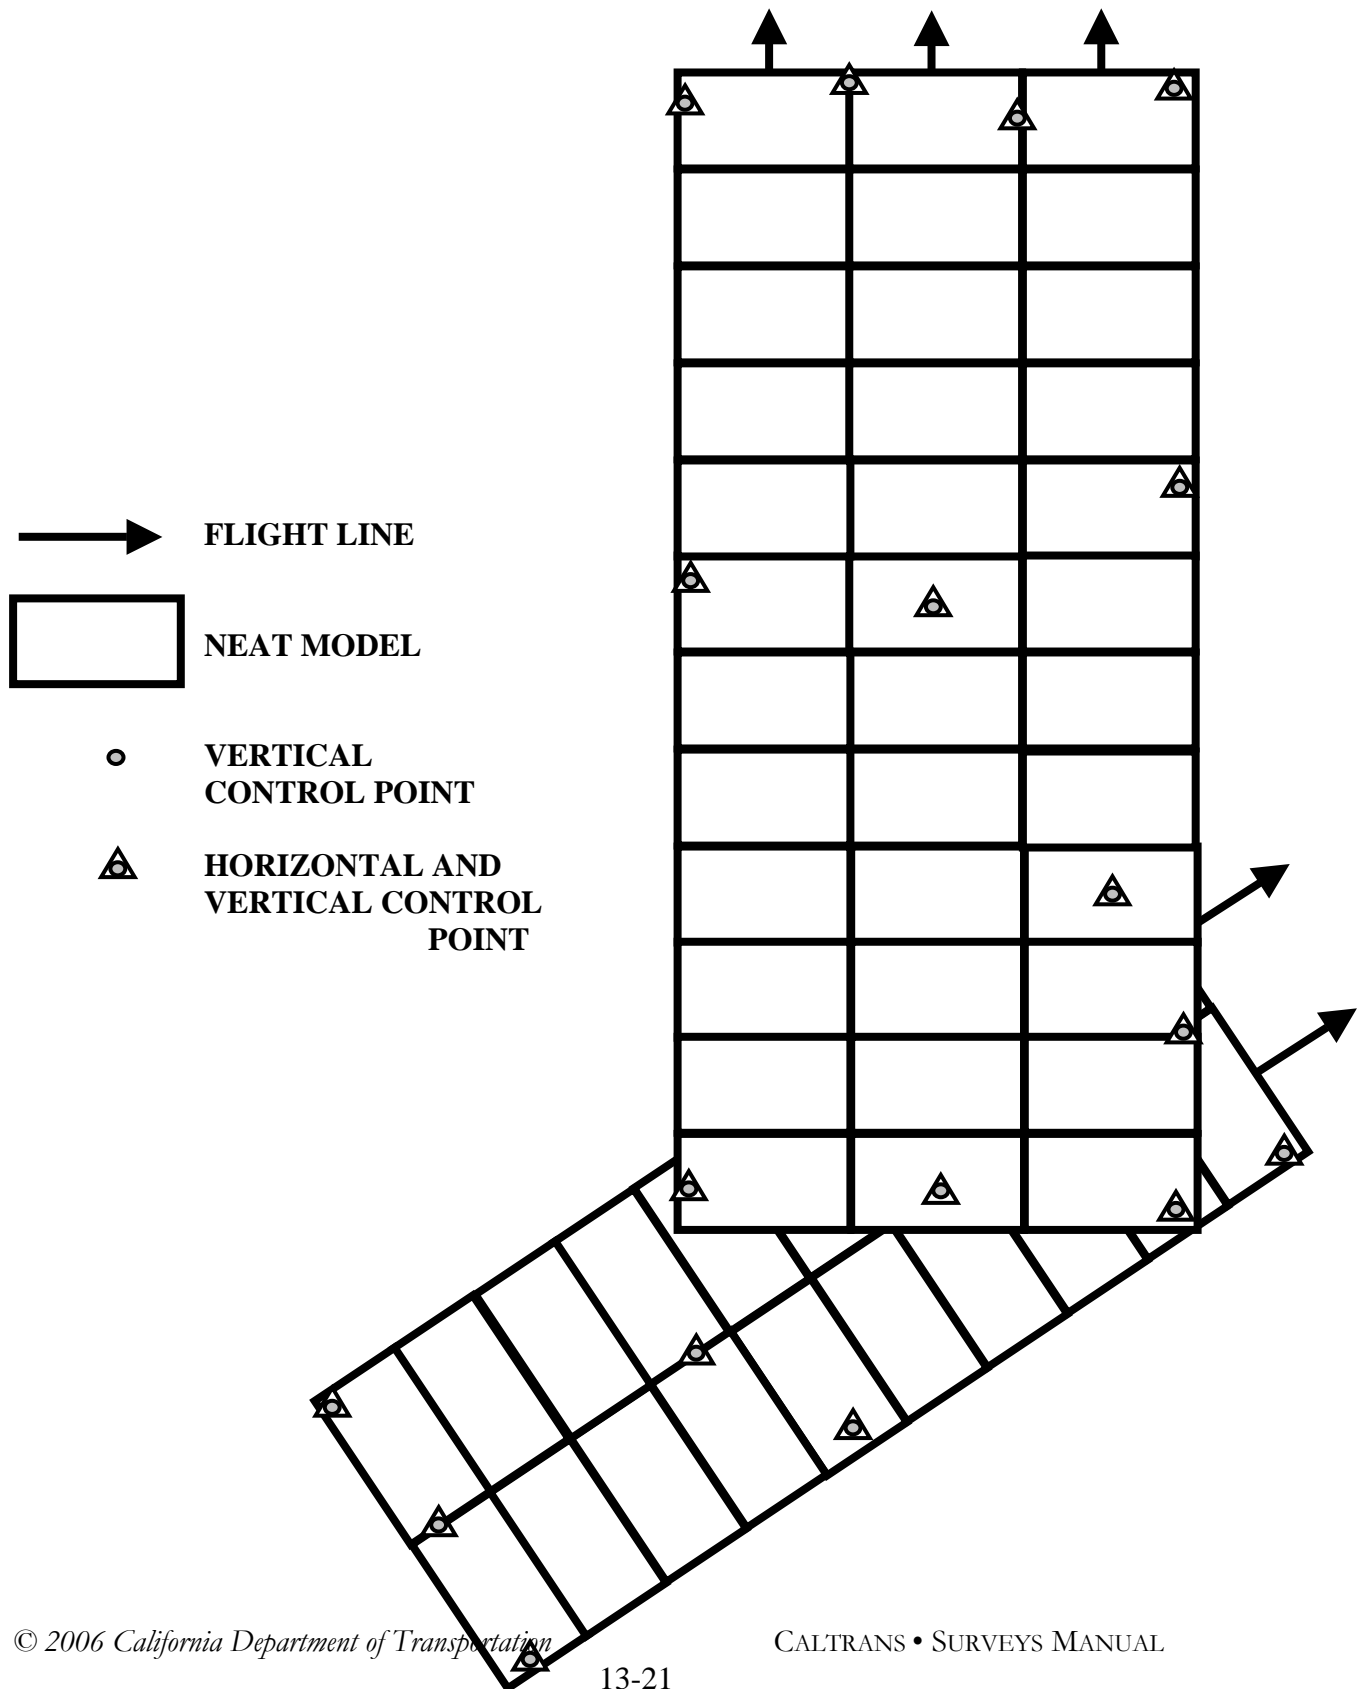 FLIGHT LINE
NEAT MODEL
VERTICAL
CONTROL POINT
HORIZONTAL AND
VERTICAL CONTROL
POINT
© 2006 California Department of Transportation
CALTRANS • SURVEYS MANUAL
13-21